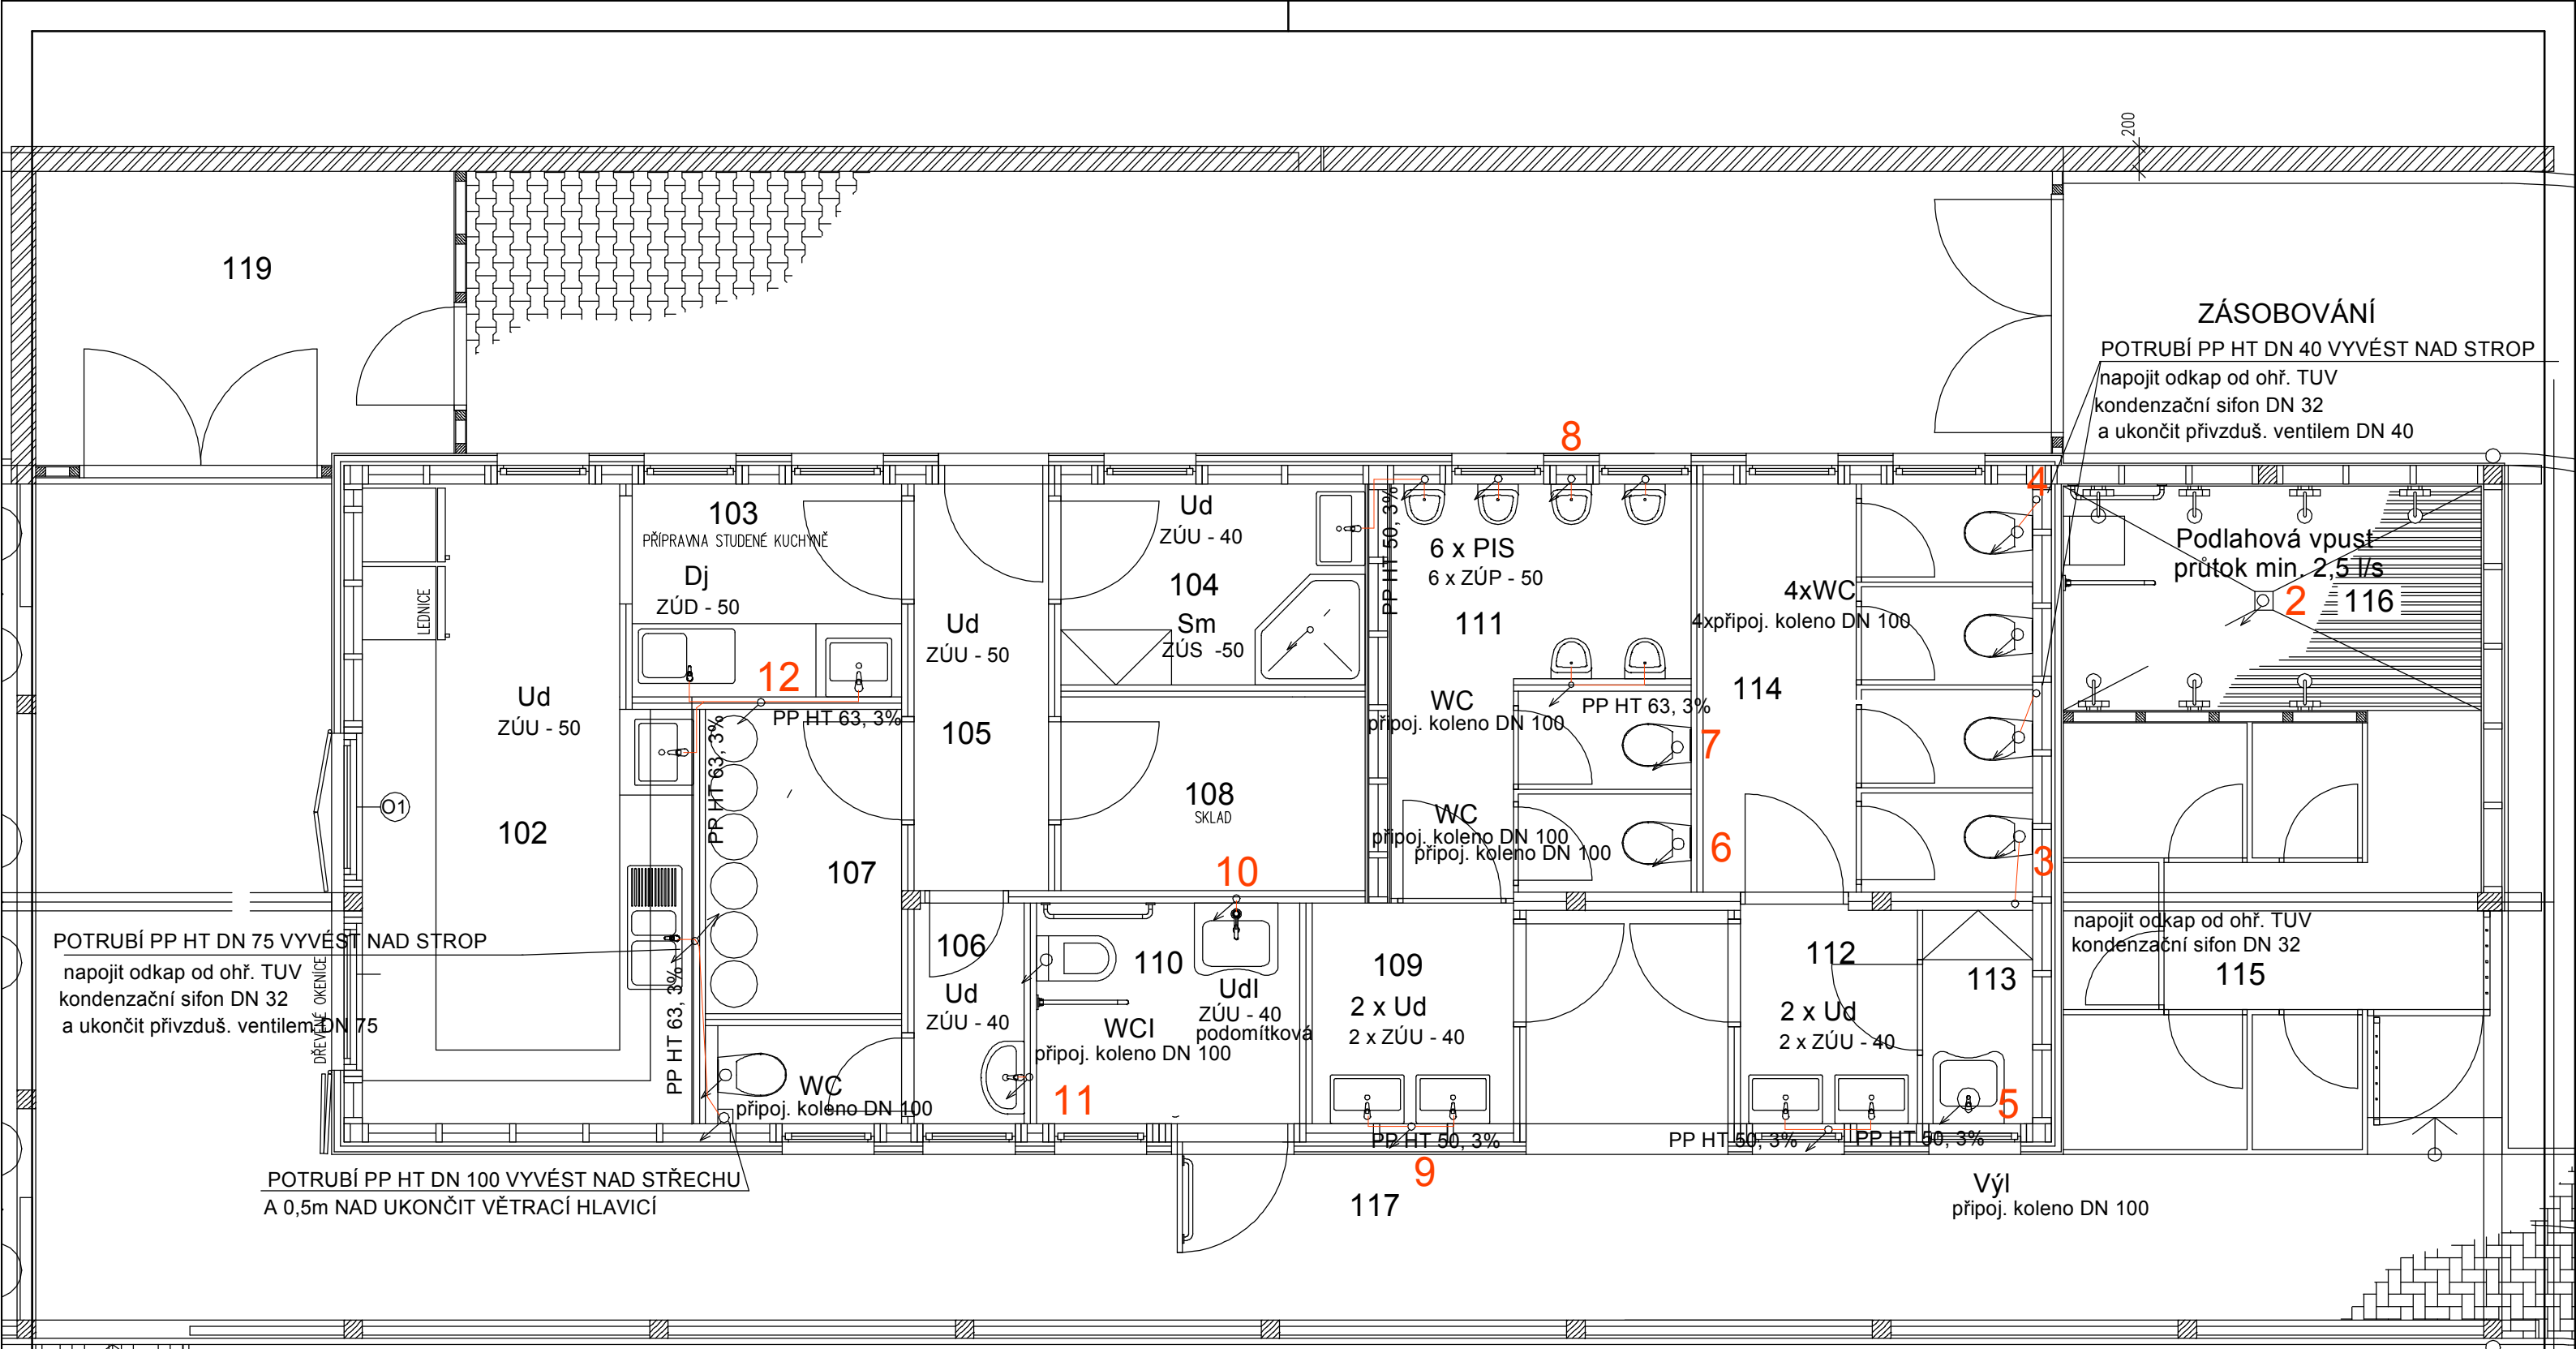 200
119
ZÁSOBOVÁNÍ
POTRUBÍ PP HT DN 40 VYVÉST NAD STROP
napojit odkap od ohř. TUV
kondenzační sifon DN 32
a ukončit přivzduš. ventilem DN 40
8
4
103
PŘÍPRAVNA STUDENÉ KUCHYNĚ
Dj
ZÚD - 50
LEDNICE
Ud
ZÚU - 40
104
Sm
ZÚS -50
PP HT 50, 3%
6 x PIS
6 x ZÚP - 50
111
4xWC
4xpřipoj. koleno DN 100
Podlahová vpust
průtok min. 2,5 l/s
2
116
Ud
ZÚU - 50
105
12
PP HT 63, 3%
PP HT 63, 3%
Ud
ZÚU - 50
102
O1
WC
připoj. koleno DN 100
PP HT 63, 3%
7
114
108
SKLAD
10
WC
připoj. koleno DN 100
připoj. koleno DN 100
6
3
107
POTRUBÍ PP HT DN 75 VYVÉST NAD STROP
napojit odkap od ohř. TUV
kondenzační sifon DN 32
a ukončit přivzduš. ventilem DN 75
DŘEVĚNÉ OKENICE
PP HT 63, 3%
106
Ud
ZÚU - 40
110
UdI
ZÚU - 40
podomítková
WCI
připoj. koleno DN 100
11
109
2 x Ud
2 x ZÚU - 40
112
2 x Ud
2 x ZÚU - 40
113
5
napojit odkap od ohř. TUV
kondenzační sifon DN 32
115
WC
připoj. koleno DN 100
PP HT 50, 3%
PP HT 50, 3%
PP HT 50, 3%
9
POTRUBÍ PP HT DN 100 VYVÉST NAD STŘECHU
A 0,5m NAD UKONČIT VĚTRACÍ HLAVICÍ
117
Výl
připoj. koleno DN 100